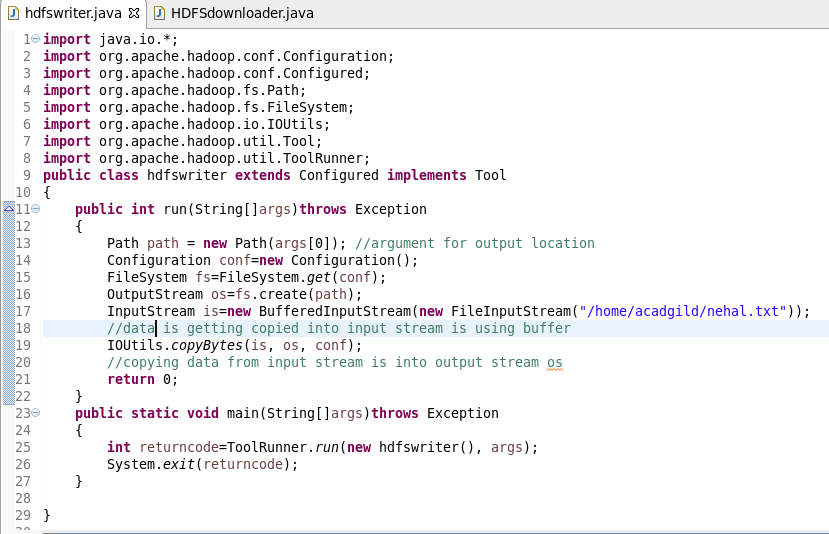 hdfswriter.java HDFSdownloader.java
1 import java.io.*;
2 import org.apache.hadoop.conf.Configuration;
3 import org.apache.hadoop.conf.Configured;
4 import org.apache.hadoop.fs.Path;
5 import org.apache.hadoop.fs.FileSystem;
6 import org.apache.hadoop.io.IOUtils;
7 import org.apache.hadoop.util.Tool;
8 import org.apache.hadoop.util.ToolRunner;
9 public class hdfswriter extends Configured implements Tool
10 {
11     public int run(String[]args)throws Exception
12     {
13         Path path = new Path(args[0]); //argument for output location
14         Configuration conf=new Configuration();
15         FileSystem fs=FileSystem.get(conf);
16         OutputStream os=fs.create(path);
17         InputStream is=new BufferedInputStream(new FileInputStream("/home/acadgild/nehal.txt"));
18         //data is getting copied into input stream is using buffer
19         IOUtils.copyBytes(is, os, conf);
20         //copying data from input stream is into output stream os
21         return 0;
22     }
23     public static void main(String[]args)throws Exception
24     {
25         int returncode=ToolRunner.run(new hdfswriter(), args);
26         System.exit(returncode);
27     }
28
29 }